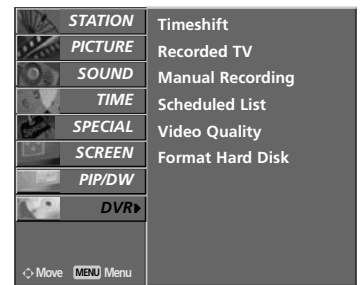 STATION
PICTURE
SOUND
TIME
SPECIAL
SCREEN
PIP/DW
DVR
Move MENU Menu
Timeshift
Recorded TV
Manual Recording
Scheduled List
Video Quality
Format Hard Disk